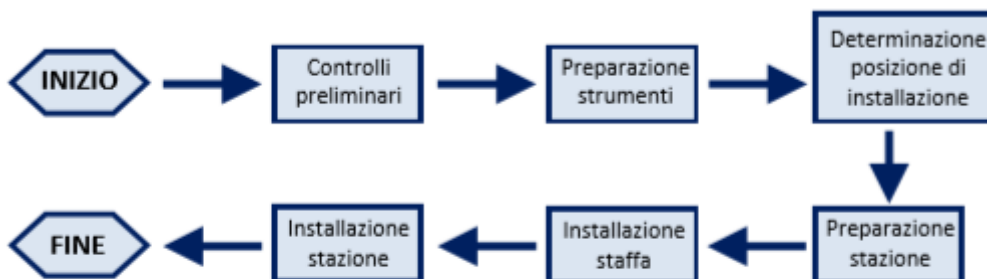 INIZIO
Controlli
preliminari
Preparazione
strumenti
Determinazione
posizione di
installazione
Preparazione
stazione
Installazione
staffa
Installazione
stazione
FINE